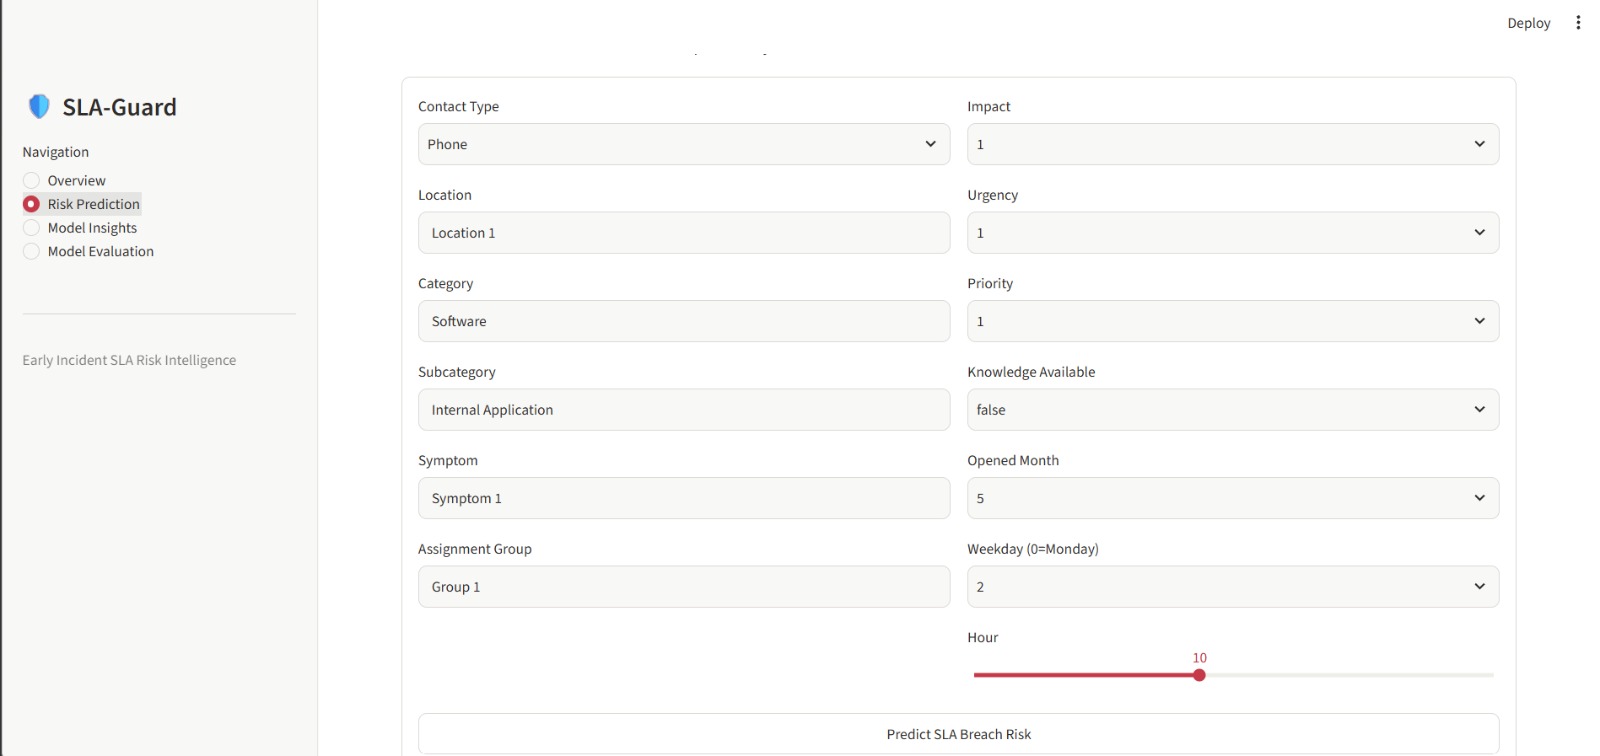 Deploy
SLA-Guard
Navigation
Overview
Risk Prediction
Model Insights
Model Evaluation
Early Incident SLA Risk Intelligence
Contact Type
Phone
Location
Location 1
Category
Software
Subcategory
Internal Application
Symptom
Symptom 1
Assignment Group
Group 1
Impact
1
Urgency
1
Priority
1
Knowledge Available
false
Opened Month
5
Weekday (0=Monday)
2
Hour
10
Predict SLA Breach Risk